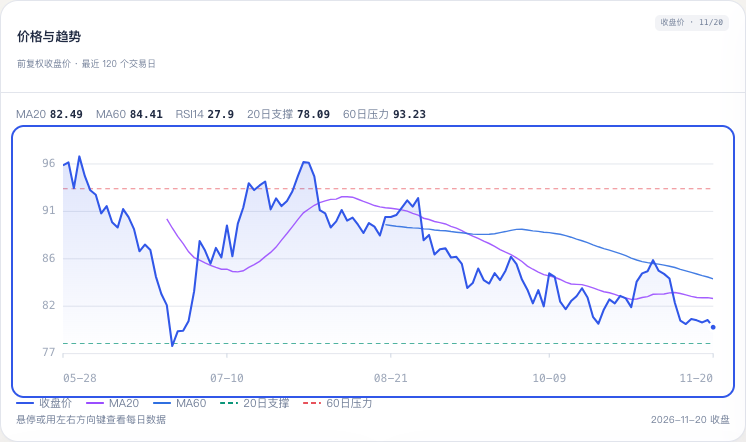 收盘价 · 11/20
价格与趋势
前复权收盘价 · 最近 120 个交易日
MA20 82.49 MA60 84.41 RSI14 27.9 20日支撑 78.09 60日压力 93.23
96
91
86
82
77
05-28 07-10 08-21 10-09 11-20
收盘价 MA20 MA60 20日支撑 60日压力
悬停或用左右方向键查看每日数据 2026-11-20 收盘